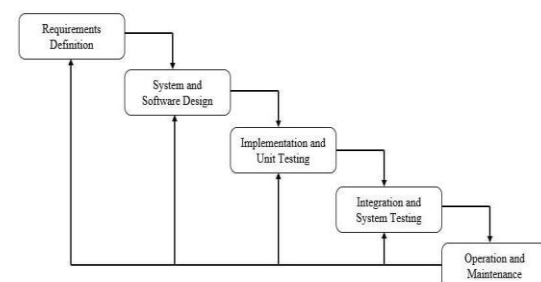 Requirements
Definition
System and
Software Design
Implementation and
Unit Testing
Integration and
System Testing
Operation and
Maintenance